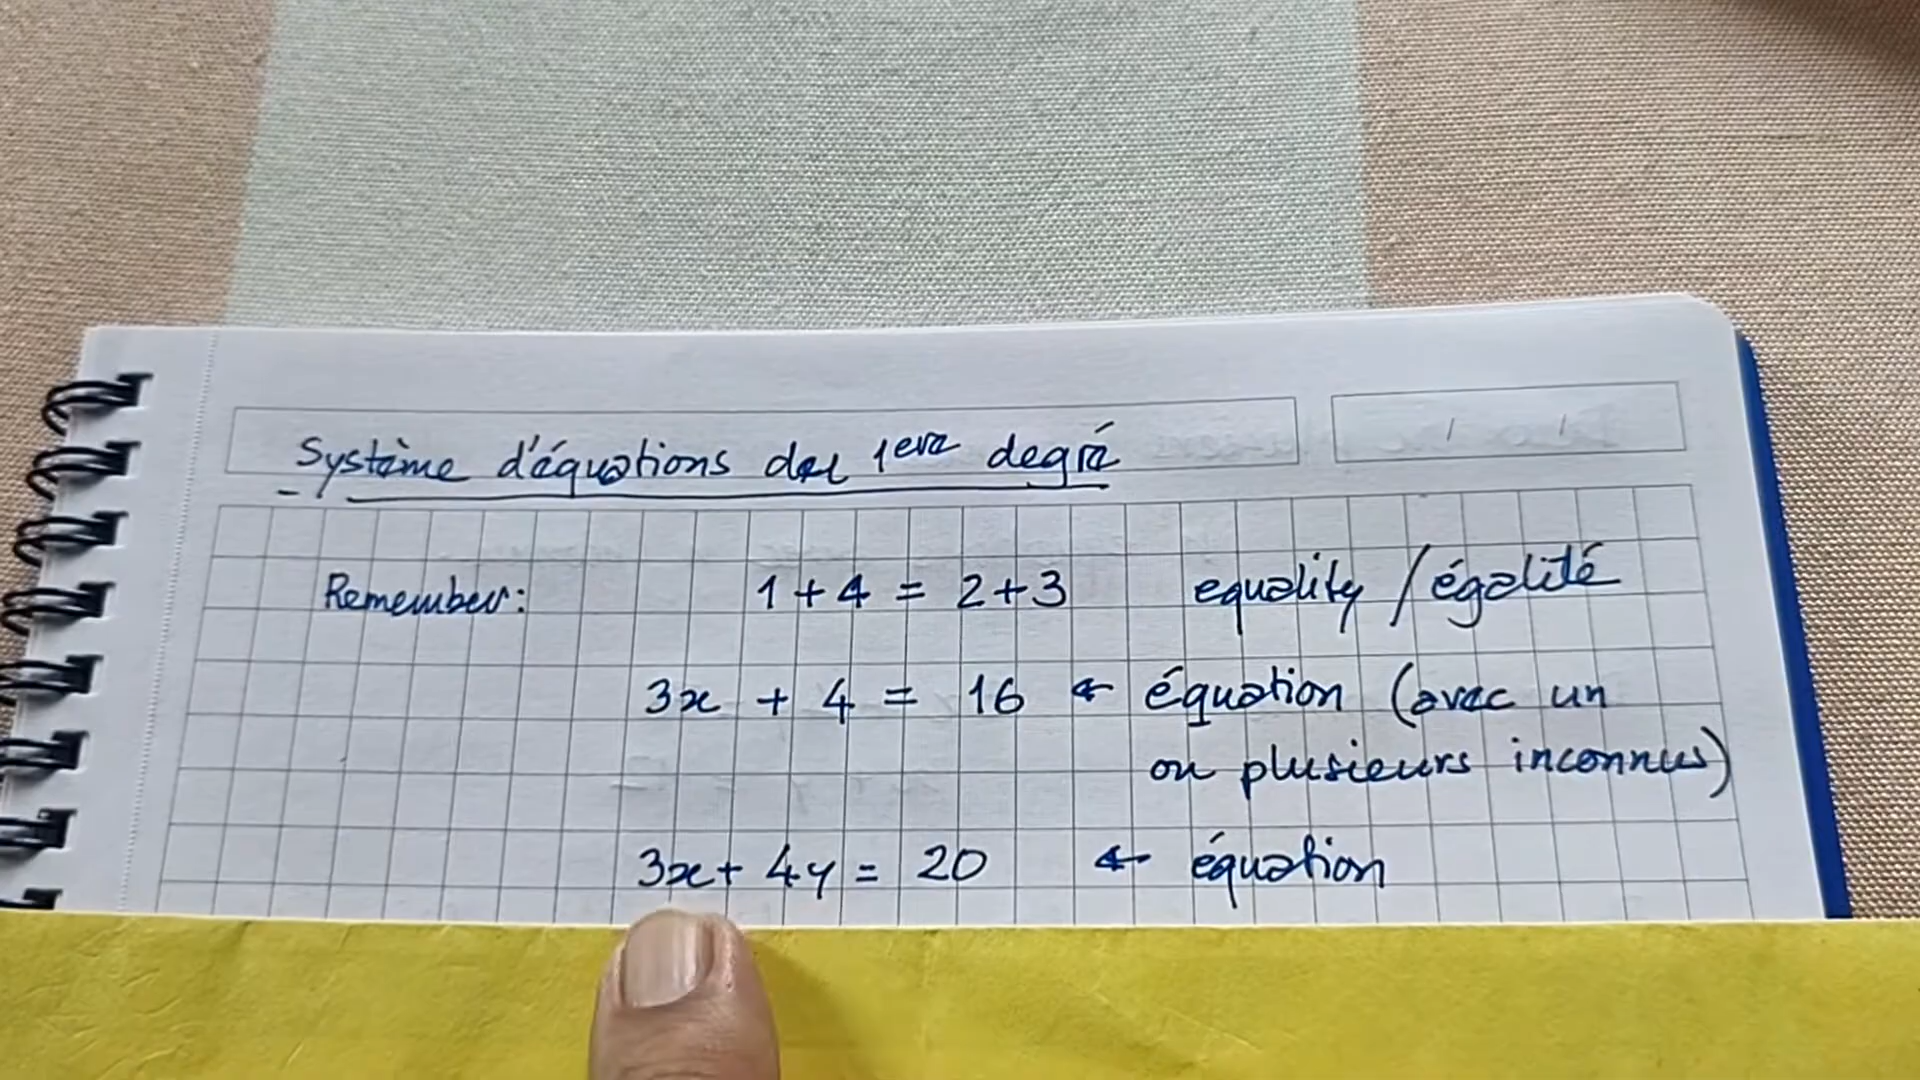 Système d'équations du 1ere degré
Remember: 1 + 4 = 2 + 3 equality / égalité
3x + 4 = 16 ← équation (avec un
ou plusieurs inconnus)
3x + 4y = 20 ← équation